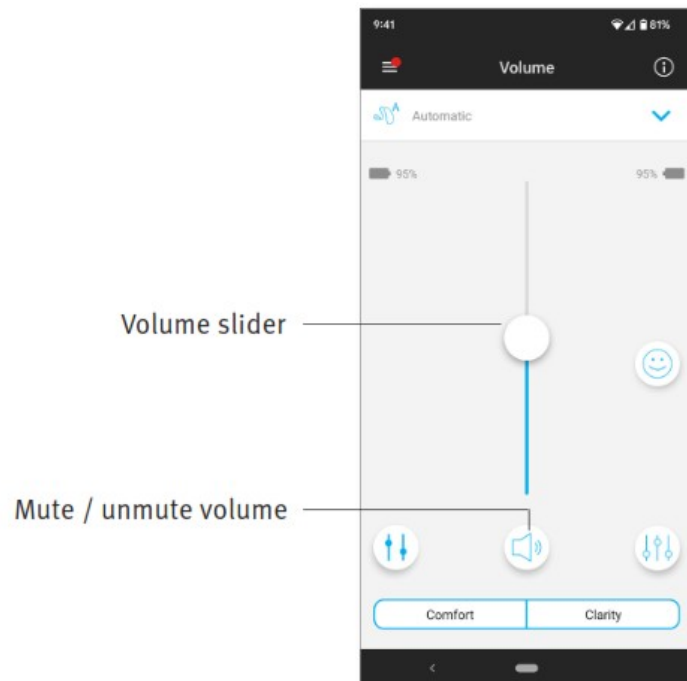 9:41
81%
Volume
Automatic
95%
95%
Volume slider
Mute / unmute volume
Comfort
Clarity